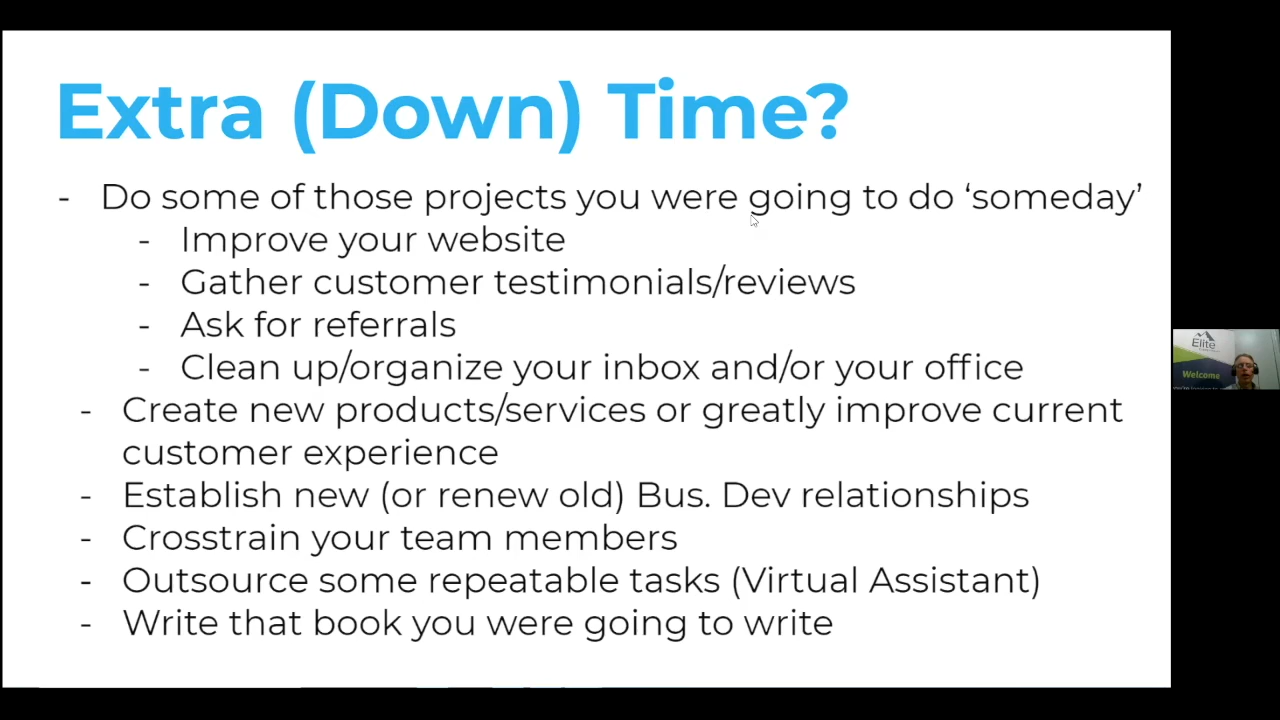 Extra (Down) Time?
- Do some of those projects you were going to do ‘someday’
- Improve your website
- Gather customer testimonials/reviews
- Ask for referrals
- Clean up/organize your inbox and/or your office
- Create new products/services or greatly improve current
customer experience
- Establish new (or renew old) Bus. Dev relationships
- Crosstrain your team members
- Outsource some repeatable tasks (Virtual Assistant)
- Write that book you were going to write
Elite
Welcome